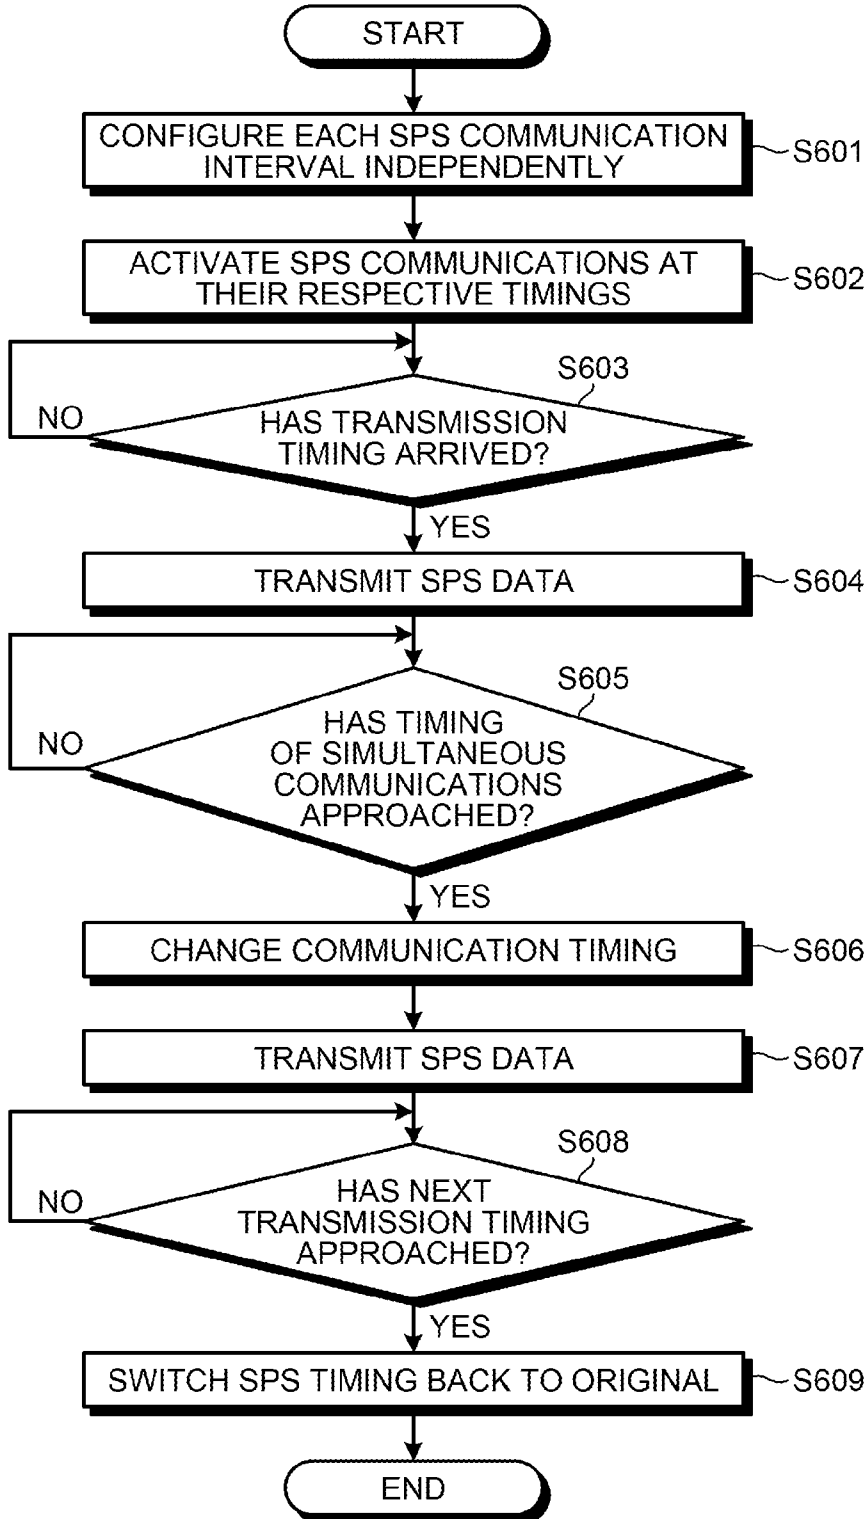 START
CONFIGURE EACH SPS COMMUNICATION
INTERVAL INDEPENDENTLY
S601
ACTIVATE SPS COMMUNICATIONS AT
THEIR RESPECTIVE TIMINGS
S602
S603
NO
HAS TRANSMISSION
TIMING ARRIVED?
YES
TRANSMIT SPS DATA
S604
S605
NO
HAS TIMING
OF SIMULTANEOUS
COMMUNICATIONS
APPROACHED?
YES
CHANGE COMMUNICATION TIMING
S606
TRANSMIT SPS DATA
S607
S608
NO
HAS NEXT
TRANSMISSION TIMING
APPROACHED?
YES
SWITCH SPS TIMING BACK TO ORIGINAL
S609
END